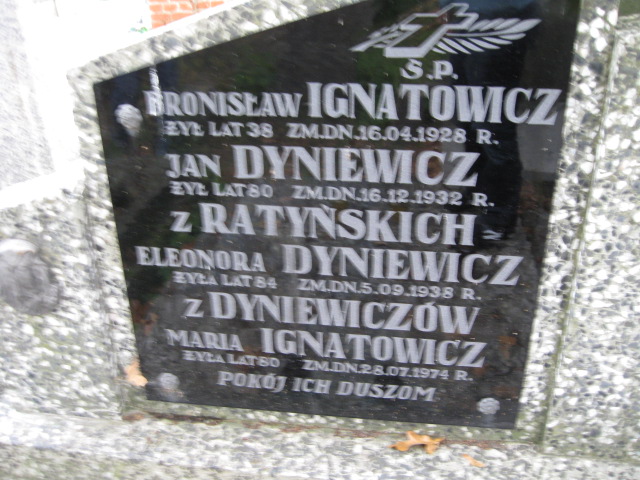 Ś.P.
BRONISŁAW IGNATOWICZ
ŻYŁ LAT 38 ZM.DN.16.04.1928 R.
JAN DYNIEWICZ
ŻYŁ LAT 80 ZM.DN.16.12.1932 R.
Z RATYŃSKICH
ELEONORA DYNIEWICZ
ŻYŁA LAT 84 ZM.DN.5.09.1938 R.
Z DYNIEWICZÓW
MARIA IGNATOWICZ
ŻYŁA LAT 80 ZM.DN.28.07.1974 R.
POKÓJ ICH DUSZOM